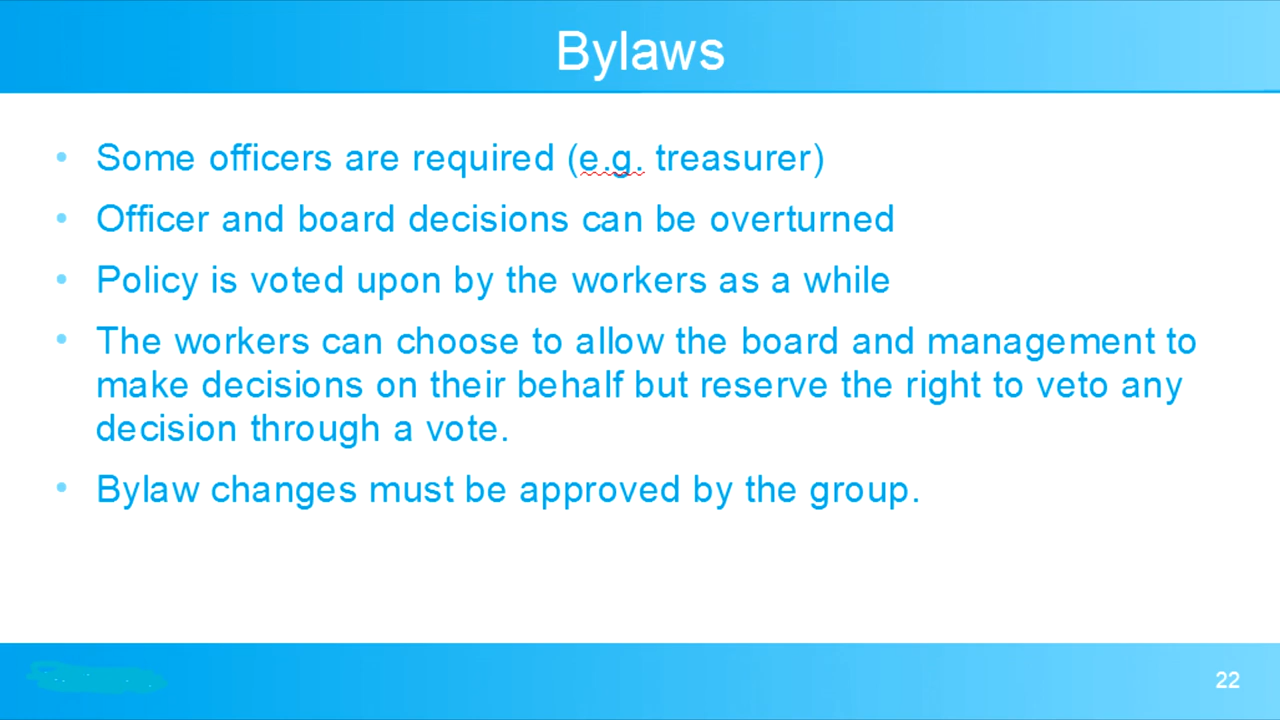 Bylaws
• Some officers are required (e.g. treasurer)
• Officer and board decisions can be overturned
• Policy is voted upon by the workers as a while
• The workers can choose to allow the board and management to
make decisions on their behalf but reserve the right to veto any
decision through a vote.
• Bylaw changes must be approved by the group.
22